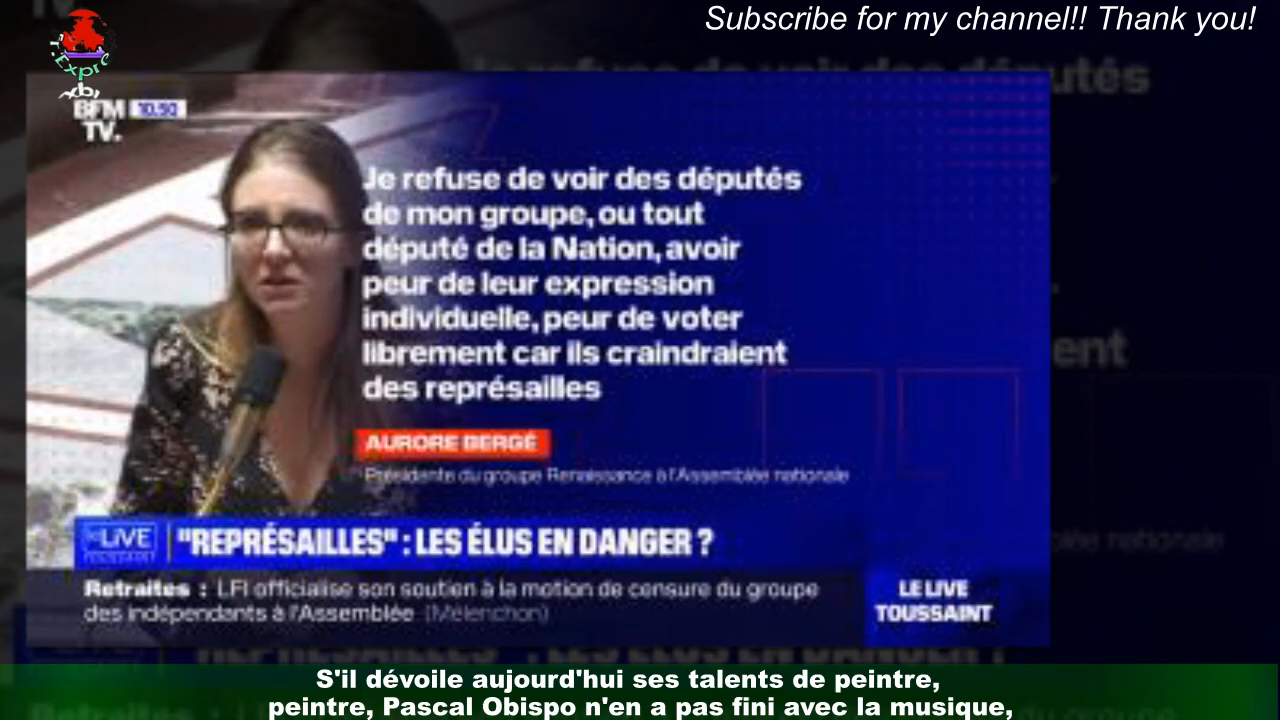 Subscribe for my channel!! Thank you!
BFM 10:50
TV.
Je refuse de voir des députés
de mon groupe, ou tout
député de la Nation, avoir
peur de leur expression
individuelle, peur de voter
librement car ils craindraient
des représailles
AURORE BERGÉ
Présidente du groupe Renaissance à l'Assemblée nationale
LE LIVE
TOUSSAINT
"REPRÉSAILLES" : LES ÉLUS EN DANGER ?
Retraites : LFI officialise son soutien à la motion de censure du groupe
des indépendants à l'Assemblée (Mélenchon)
LE LIVE
TOUSSAINT
S'il dévoile aujourd'hui ses talents de peintre,
peintre, Pascal Obispo n'en a pas fini avec la musique,